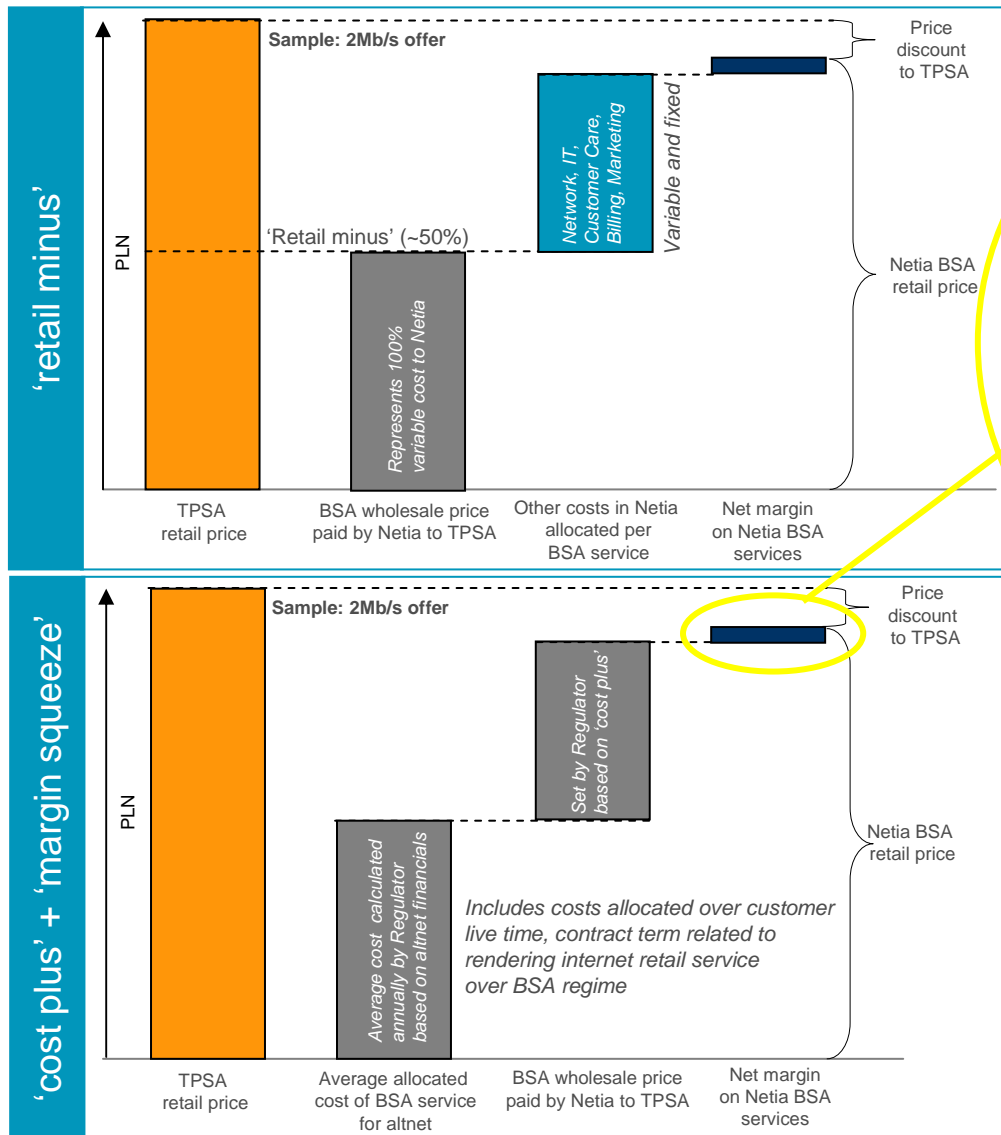 'retail minus'
PLN
Sample: 2Mb/s offer
Price
discount
to TPSA
Network, IT,
Customer Care,
Billing, Marketing
Variable and fixed
'Retail minus' (~50%)
Represents 100%
variable cost to Netia
Netia BSA
retail price
TPSA
retail price
BSA wholesale price
paid by Netia to TPSA
Other costs in Netia
allocated per
BSA service
Net margin
on Netia BSA
services
'cost plus' + 'margin squeeze'
PLN
Sample: 2Mb/s offer
Price
discount
to TPSA
Set by Regulator
based on 'cost plus'
Average cost calculated
annually by Regulator
based on altnet financials
Includes costs allocated over customer
live time, contract term related to
rendering internet retail service
over BSA regime
Netia BSA
retail price
TPSA
retail price
Average allocated
cost of BSA service
for altnet
BSA wholesale price
paid by Netia to TPSA
Net margin
on Netia BSA
services